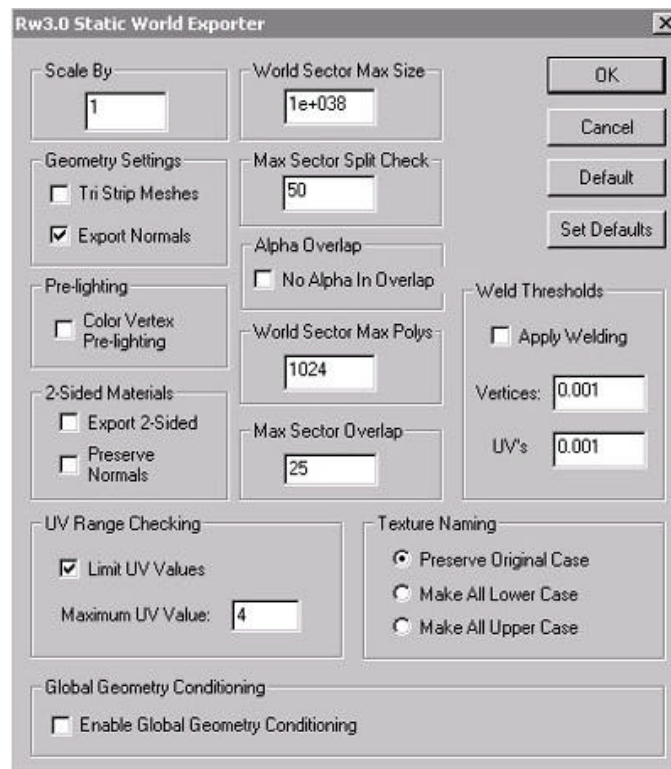 Rw3.0 Static World Exporter
Scale By
1
World Sector Max Size
1e+038
OK
Cancel
Default
Set Defaults
Geometry Settings
Tri Strip Meshes
Export Normals
Max Sector Split Check
50
Alpha Overlap
No Alpha In Overlap
Pre-lighting
Color Vertex
Pre-lighting
World Sector Max Polys
1024
Weld Thresholds
Apply Welding
Vertices: 0.001
UV's 0.001
2-Sided Materials
Export 2-Sided
Preserve
Normals
Max Sector Overlap
25
UV Range Checking
Limit UV Values
Maximum UV Value: 4
Texture Naming
Preserve Original Case
Make All Lower Case
Make All Upper Case
Global Geometry Conditioning
Enable Global Geometry Conditioning